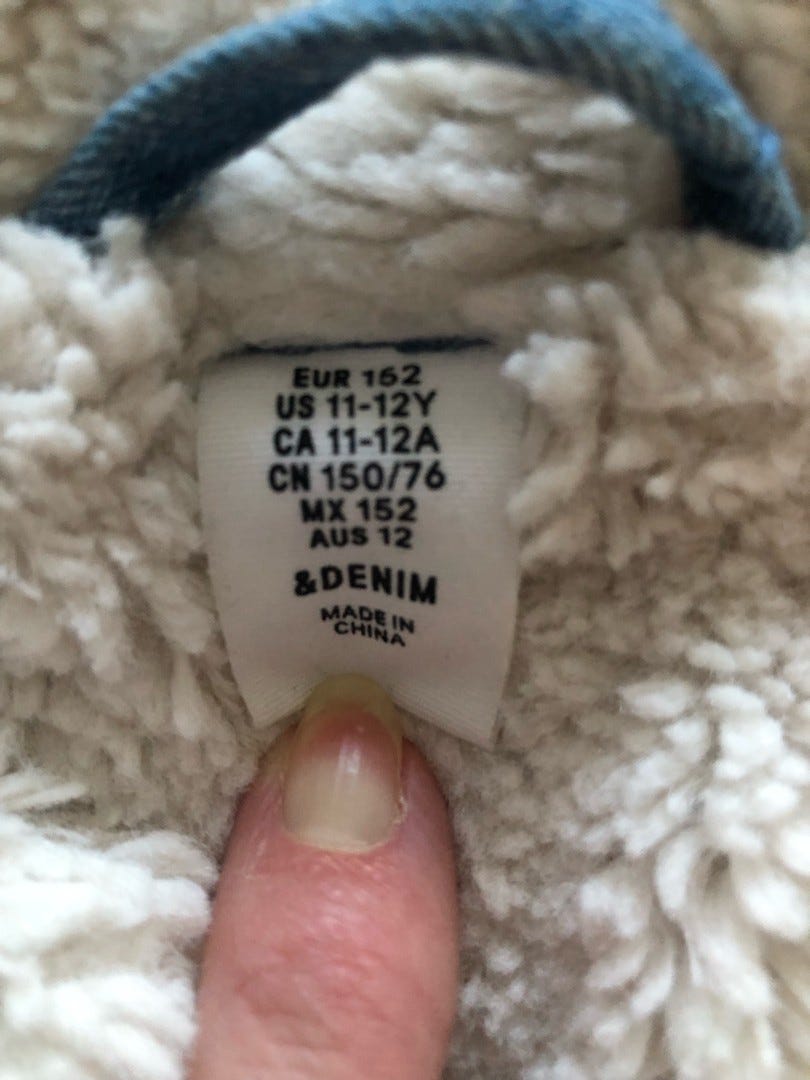 EUR 152
US 11-12Y
CA 11-12A
CN 150/76
MX 152
AUS 12
&DENIM
MADE IN
CHINA